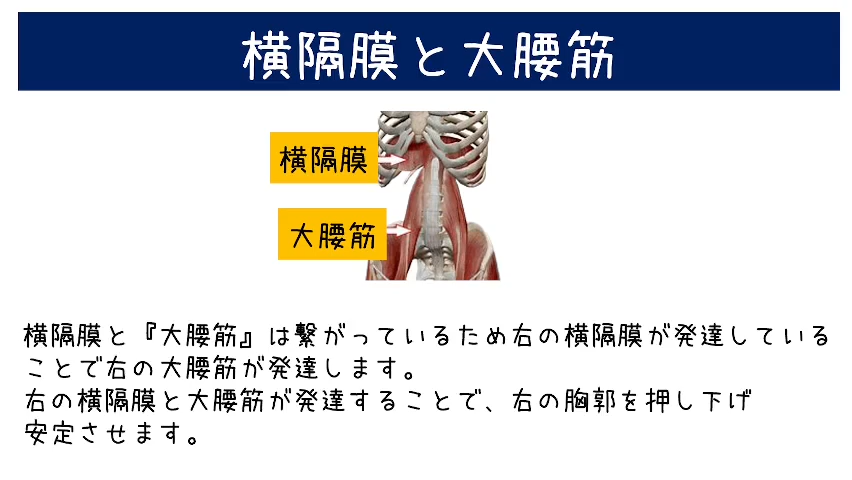 横隔膜と大腰筋
横隔膜
大腰筋
横隔膜と『大腰筋』は繋がっているため右の横隔膜が発達している
ことで右の大腰筋が発達します。
右の横隔膜と大腰筋が発達することで、右の胸郭を押し下げ
安定させます。